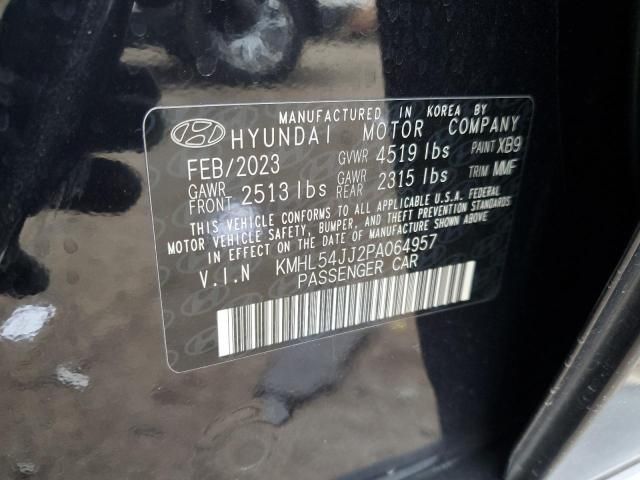 MANUFACTURED IN KOREA BY
HYUNDAI MOTOR COMPANY
FEB/2023 GVWR 4519 lbs PAINT XB9
GAWR FRONT 2513 lbs GAWR REAR 2315 lbs TRIM MMF
THIS VEHICLE CONFORMS TO ALL APPLICABLE U.S.A. FEDERAL
MOTOR VEHICLE SAFETY, BUMPER, AND THEFT STANDARDS
IN EFFECT ON THE DATE OF MANUFACTURE SHOWN ABOVE.
V.I.N KMHL54JJ2PA064957
PASSENGER CAR